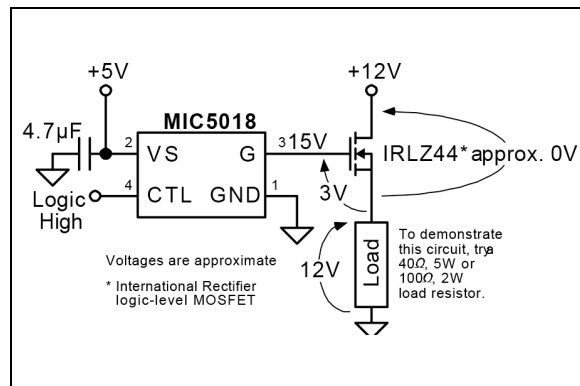 +5V
+12V
MIC5018
4.7µF
2
VS
G
3
15V
IRLZ44* approx. 0V
4
CTL
GND
1
3V
Logic
High
12V
Load
To demonstrate
this circuit, trya
40Ω, 5W or
100Ω, 2W
load resistor.
Voltages are approximate
* International Rectifier
logic-level MOSFET